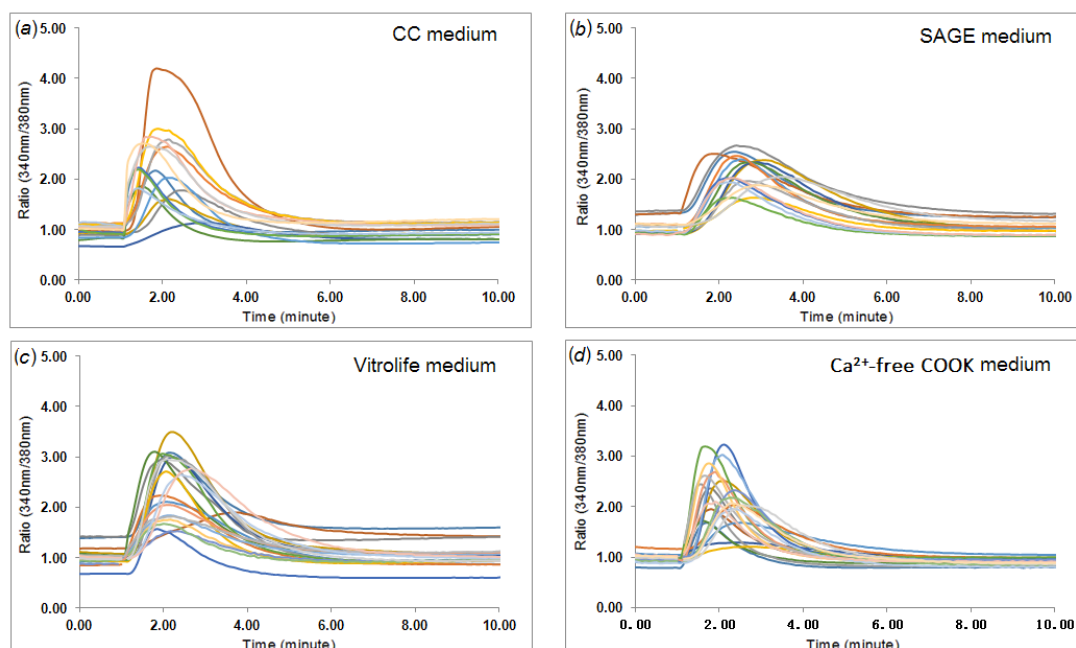 (a)
CC medium
Ratio (340nm/380nm)
5.00
4.00
3.00
2.00
1.00
0.00
0.00 2.00 4.00 6.00 8.00 10.00
Time (minute)
(b)
SAGE medium
Ratio (340nm/380nm)
5.00
4.00
3.00
2.00
1.00
0.00
0.00 2.00 4.00 6.00 8.00 10.00
Time (minute)
(c)
Vitrolife medium
Ratio (340nm/380nm)
5.00
4.00
3.00
2.00
1.00
0.00
0.00 2.00 4.00 6.00 8.00 10.00
Time (minute)
(d)
Ca²⁺-free COOK medium
Ratio (340nm/380nm)
5.00
4.00
3.00
2.00
1.00
0.00
0.00 2.00 4.00 6.00 8.00 10.00
Time (minute)